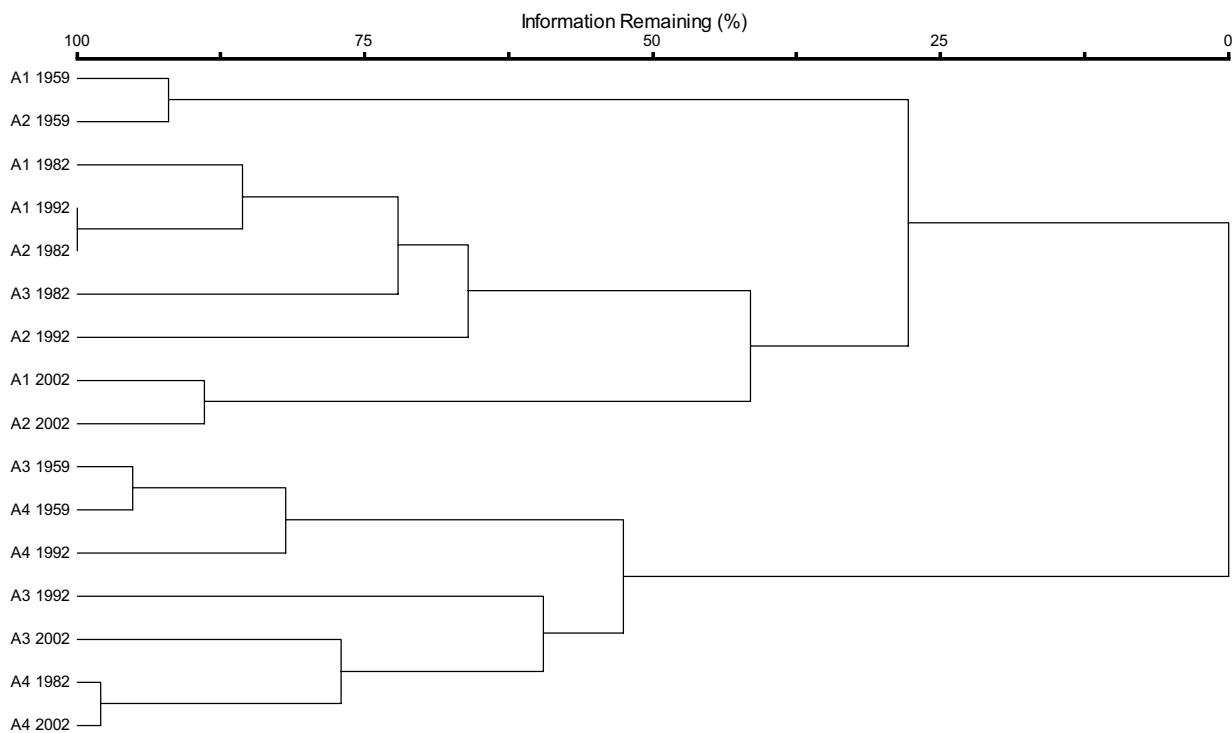 Information Remaining (%)
100 75 50 25 0
A1 1959
A2 1959
A1 1982
A1 1992
A2 1982
A3 1982
A2 1992
A1 2002
A2 2002
A3 1959
A4 1959
A4 1992
A3 1992
A3 2002
A4 1982
A4 2002